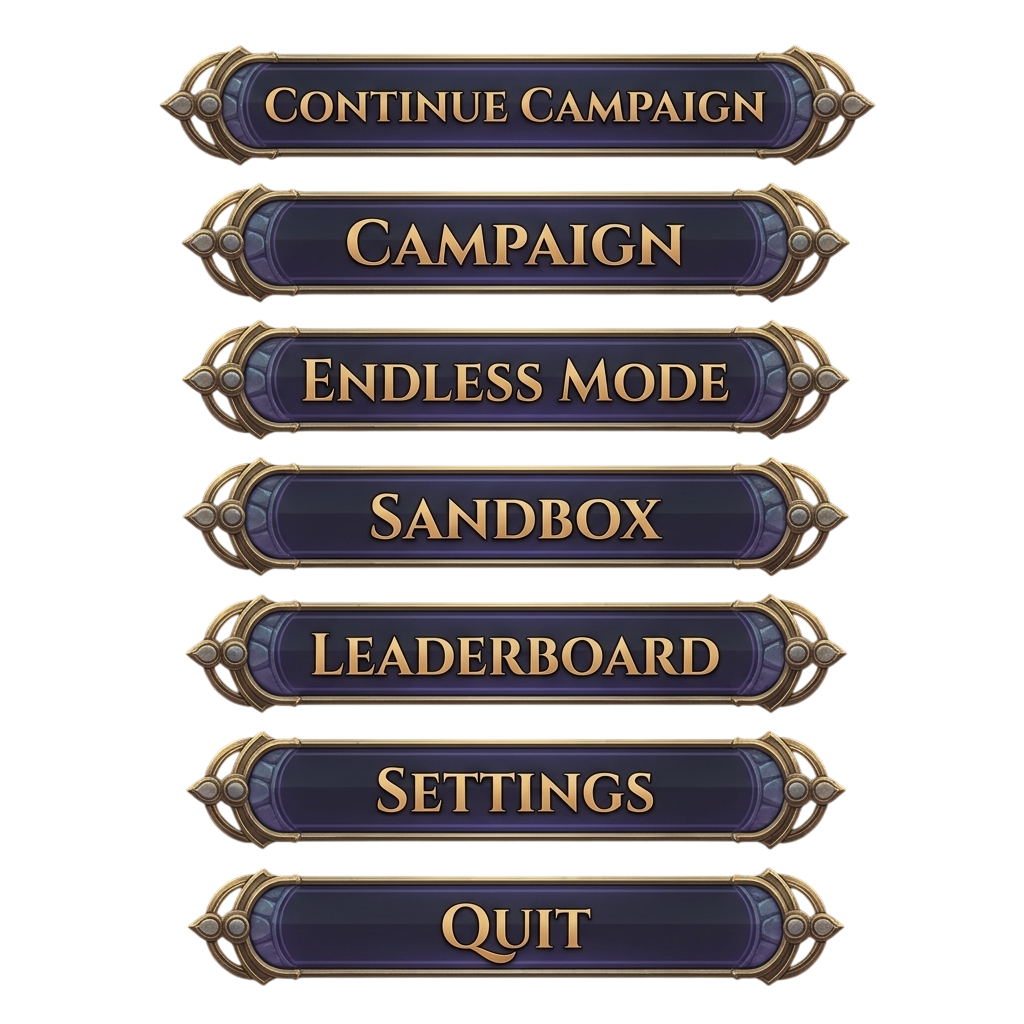 Continue Campaign
Campaign
Endless Mode
Sandbox
Leaderboard
Settings
Quit